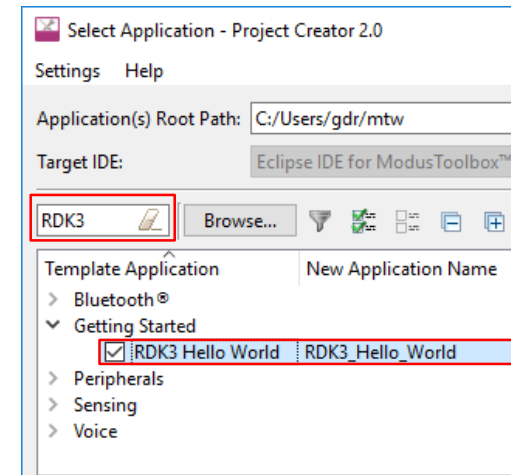 Select Application - Project Creator 2.0
Settings Help
Application(s) Root Path: C:/Users/gdr/mtw
Target IDE: Eclipse IDE for ModusToolbox™
RDK3 Browse...
Template Application New Application Name
Bluetooth®
Getting Started
RDK3 Hello World RDK3_Hello_World
Peripherals
Sensing
Voice